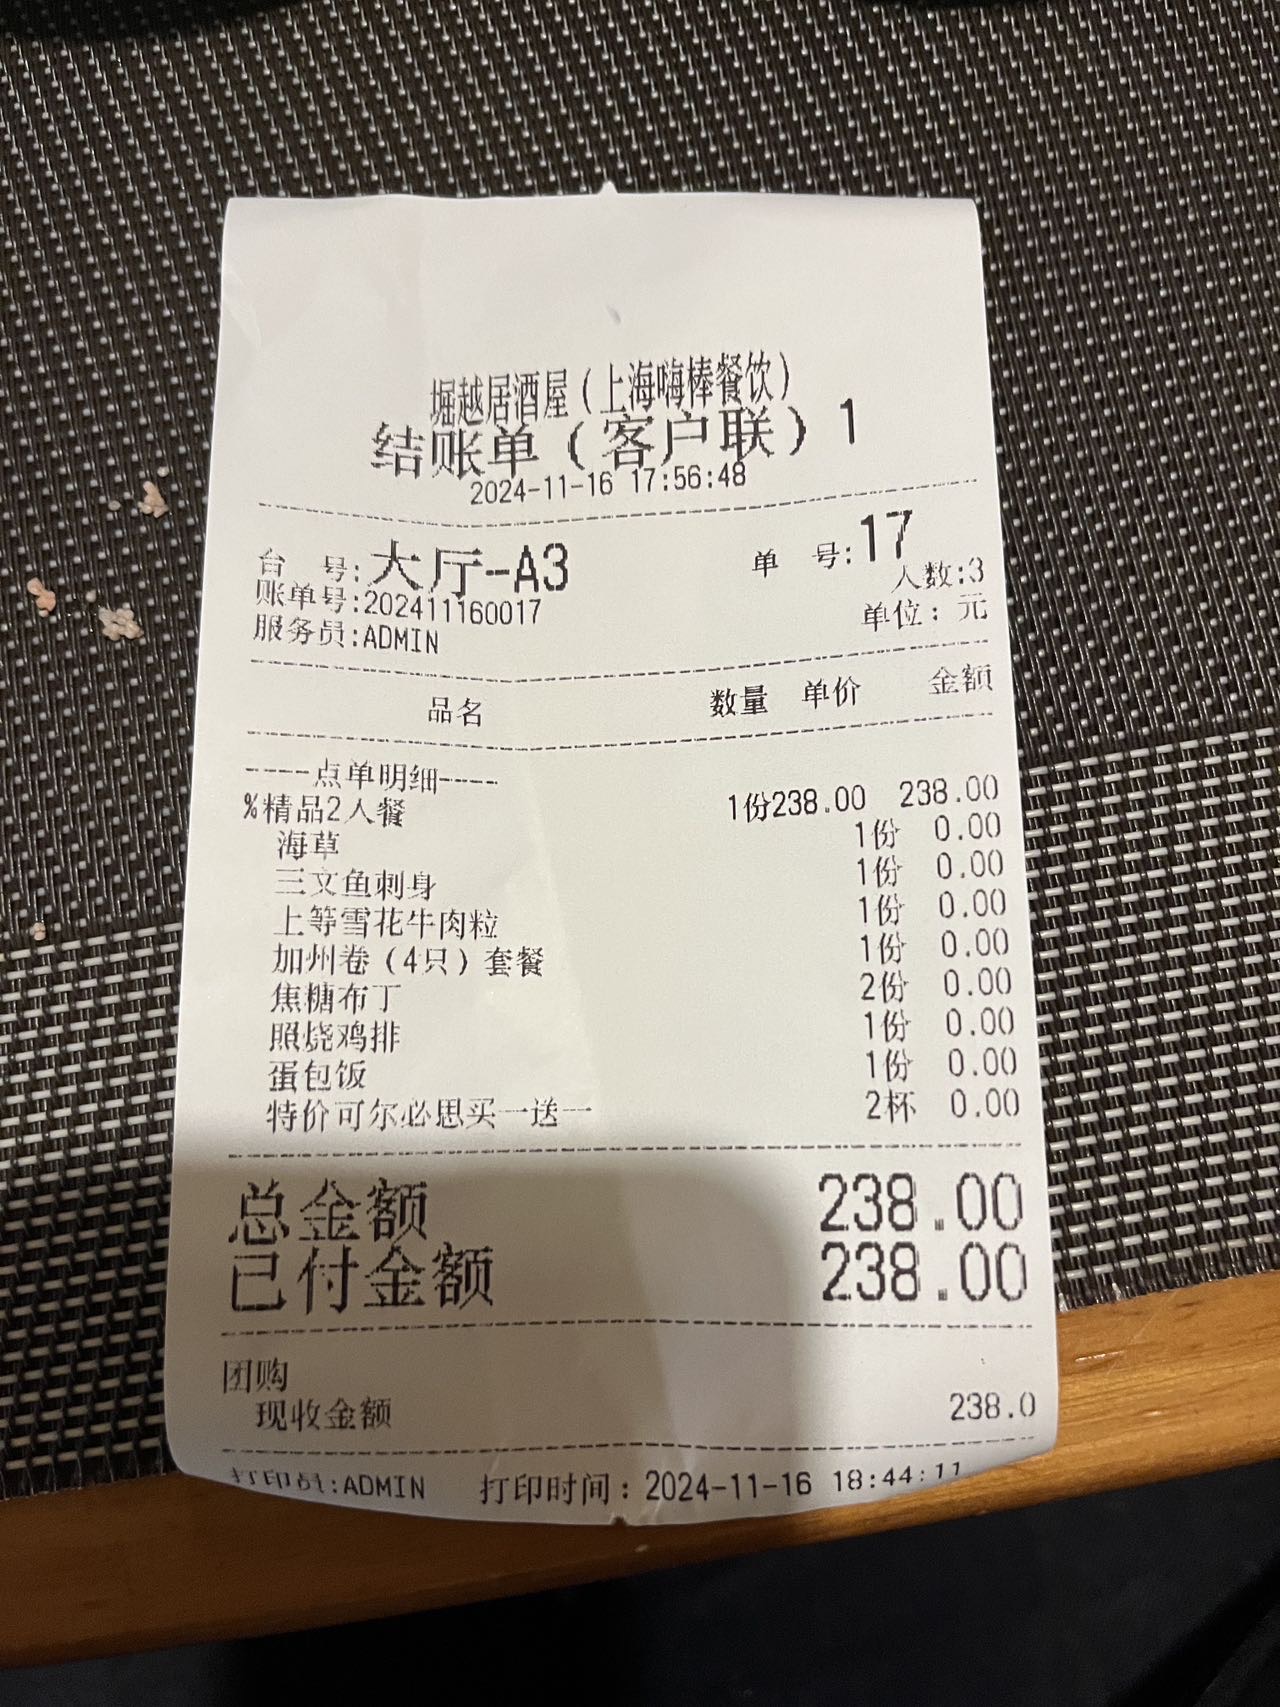 堀越居酒屋(上海嗨棒餐饮)
结账单(客户联)1
2024-11-16 17:56:48
台 号:大厅-A3 单 号:17
账单号:202411160017 人数:3
服务员:ADMIN 单位: 元
品名 数量 单价 金额
----点单明细----
%精品2人餐 1份238.00 238.00
海草 1份 0.00
三文鱼刺身 1份 0.00
上等雪花牛肉粒 1份 0.00
加州卷(4只)套餐 1份 0.00
焦糖布丁 2份 0.00
照烧鸡排 1份 0.00
蛋包饭 1份 0.00
特价可尔必思买一送一 2杯 0.00
总金额 238.00
已付金额 238.00
团购
现收金额 238.0
打印员:ADMIN 打印时间:2024-11-16 18:44:11